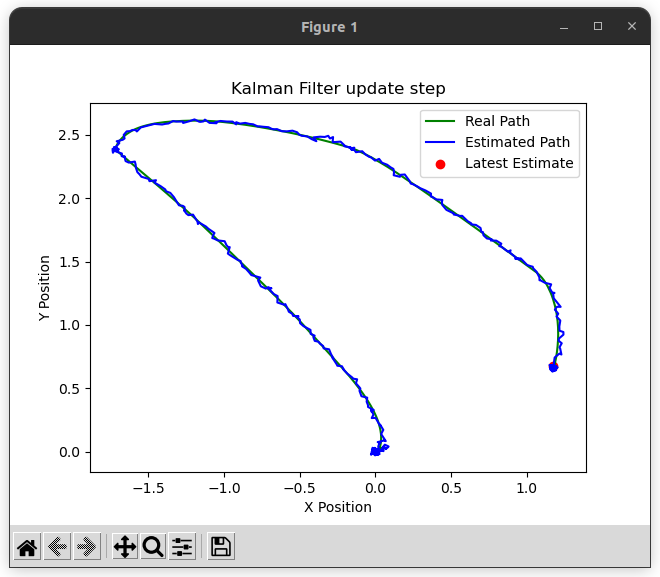 Figure 1
Kalman Filter update step
Real Path
Estimated Path
Latest Estimate
Y Position
2.5
2.0
1.5
1.0
0.5
0.0
−1.5 −1.0 −0.5 0.0 0.5 1.0
X Position